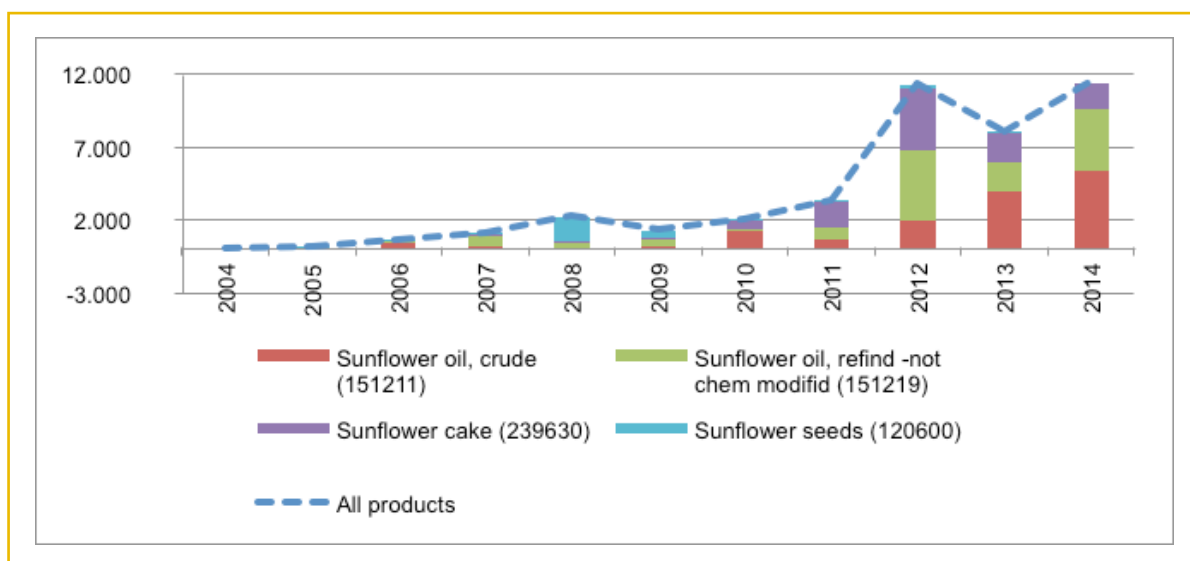 12.000
7.000
2.000
-3.000
2004
2005
2006
2007
2008
2009
2010
2011
2012
2013
2014
Sunflower oil, crude
(151211)
Sunflower oil, refind -not
chem modifid (151219)
Sunflower cake (239630)
Sunflower seeds (120600)
All products